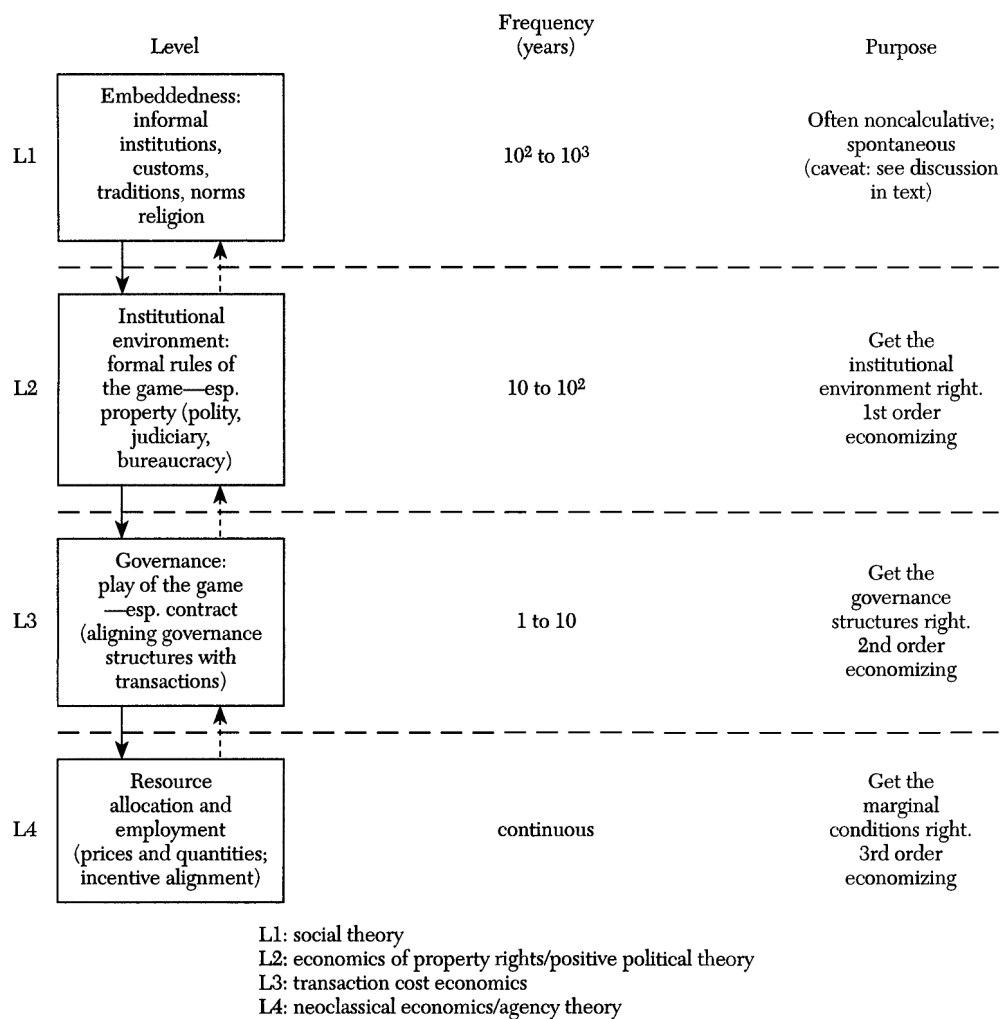 Level
Frequency
(years)
Purpose
L1
Embeddedness:
informal
institutions,
customs,
traditions, norms
religion
10² to 10³
Often noncalculative;
spontaneous
(caveat: see discussion
in text)
L2
Institutional
environment:
formal rules of
the game—esp.
property (polity,
judiciary,
bureaucracy)
10 to 10²
Get the
institutional
environment right.
1st order
economizing
L3
Governance:
play of the game
—esp. contract
(aligning governance
structures with
transactions)
1 to 10
Get the
governance
structures right.
2nd order
economizing
L4
Resource
allocation and
employment
(prices and quantities;
incentive alignment)
continuous
Get the
marginal
conditions right.
3rd order
economizing
L1: social theory
L2: economics of property rights/positive political theory
L3: transaction cost economics
L4: neoclassical economics/agency theory